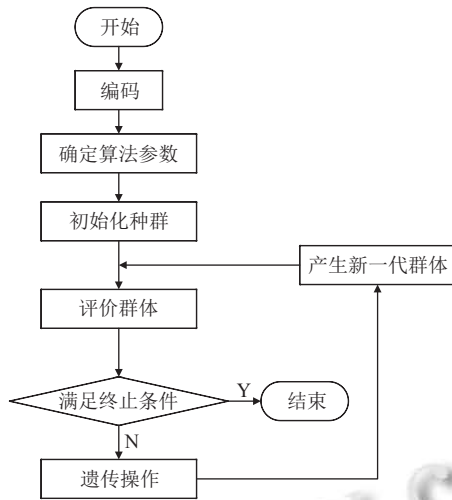 开始
编码
确定算法参数
初始化种群
产生新一代群体
评价群体
满足终止条件
Y
结束
N
遗传操作